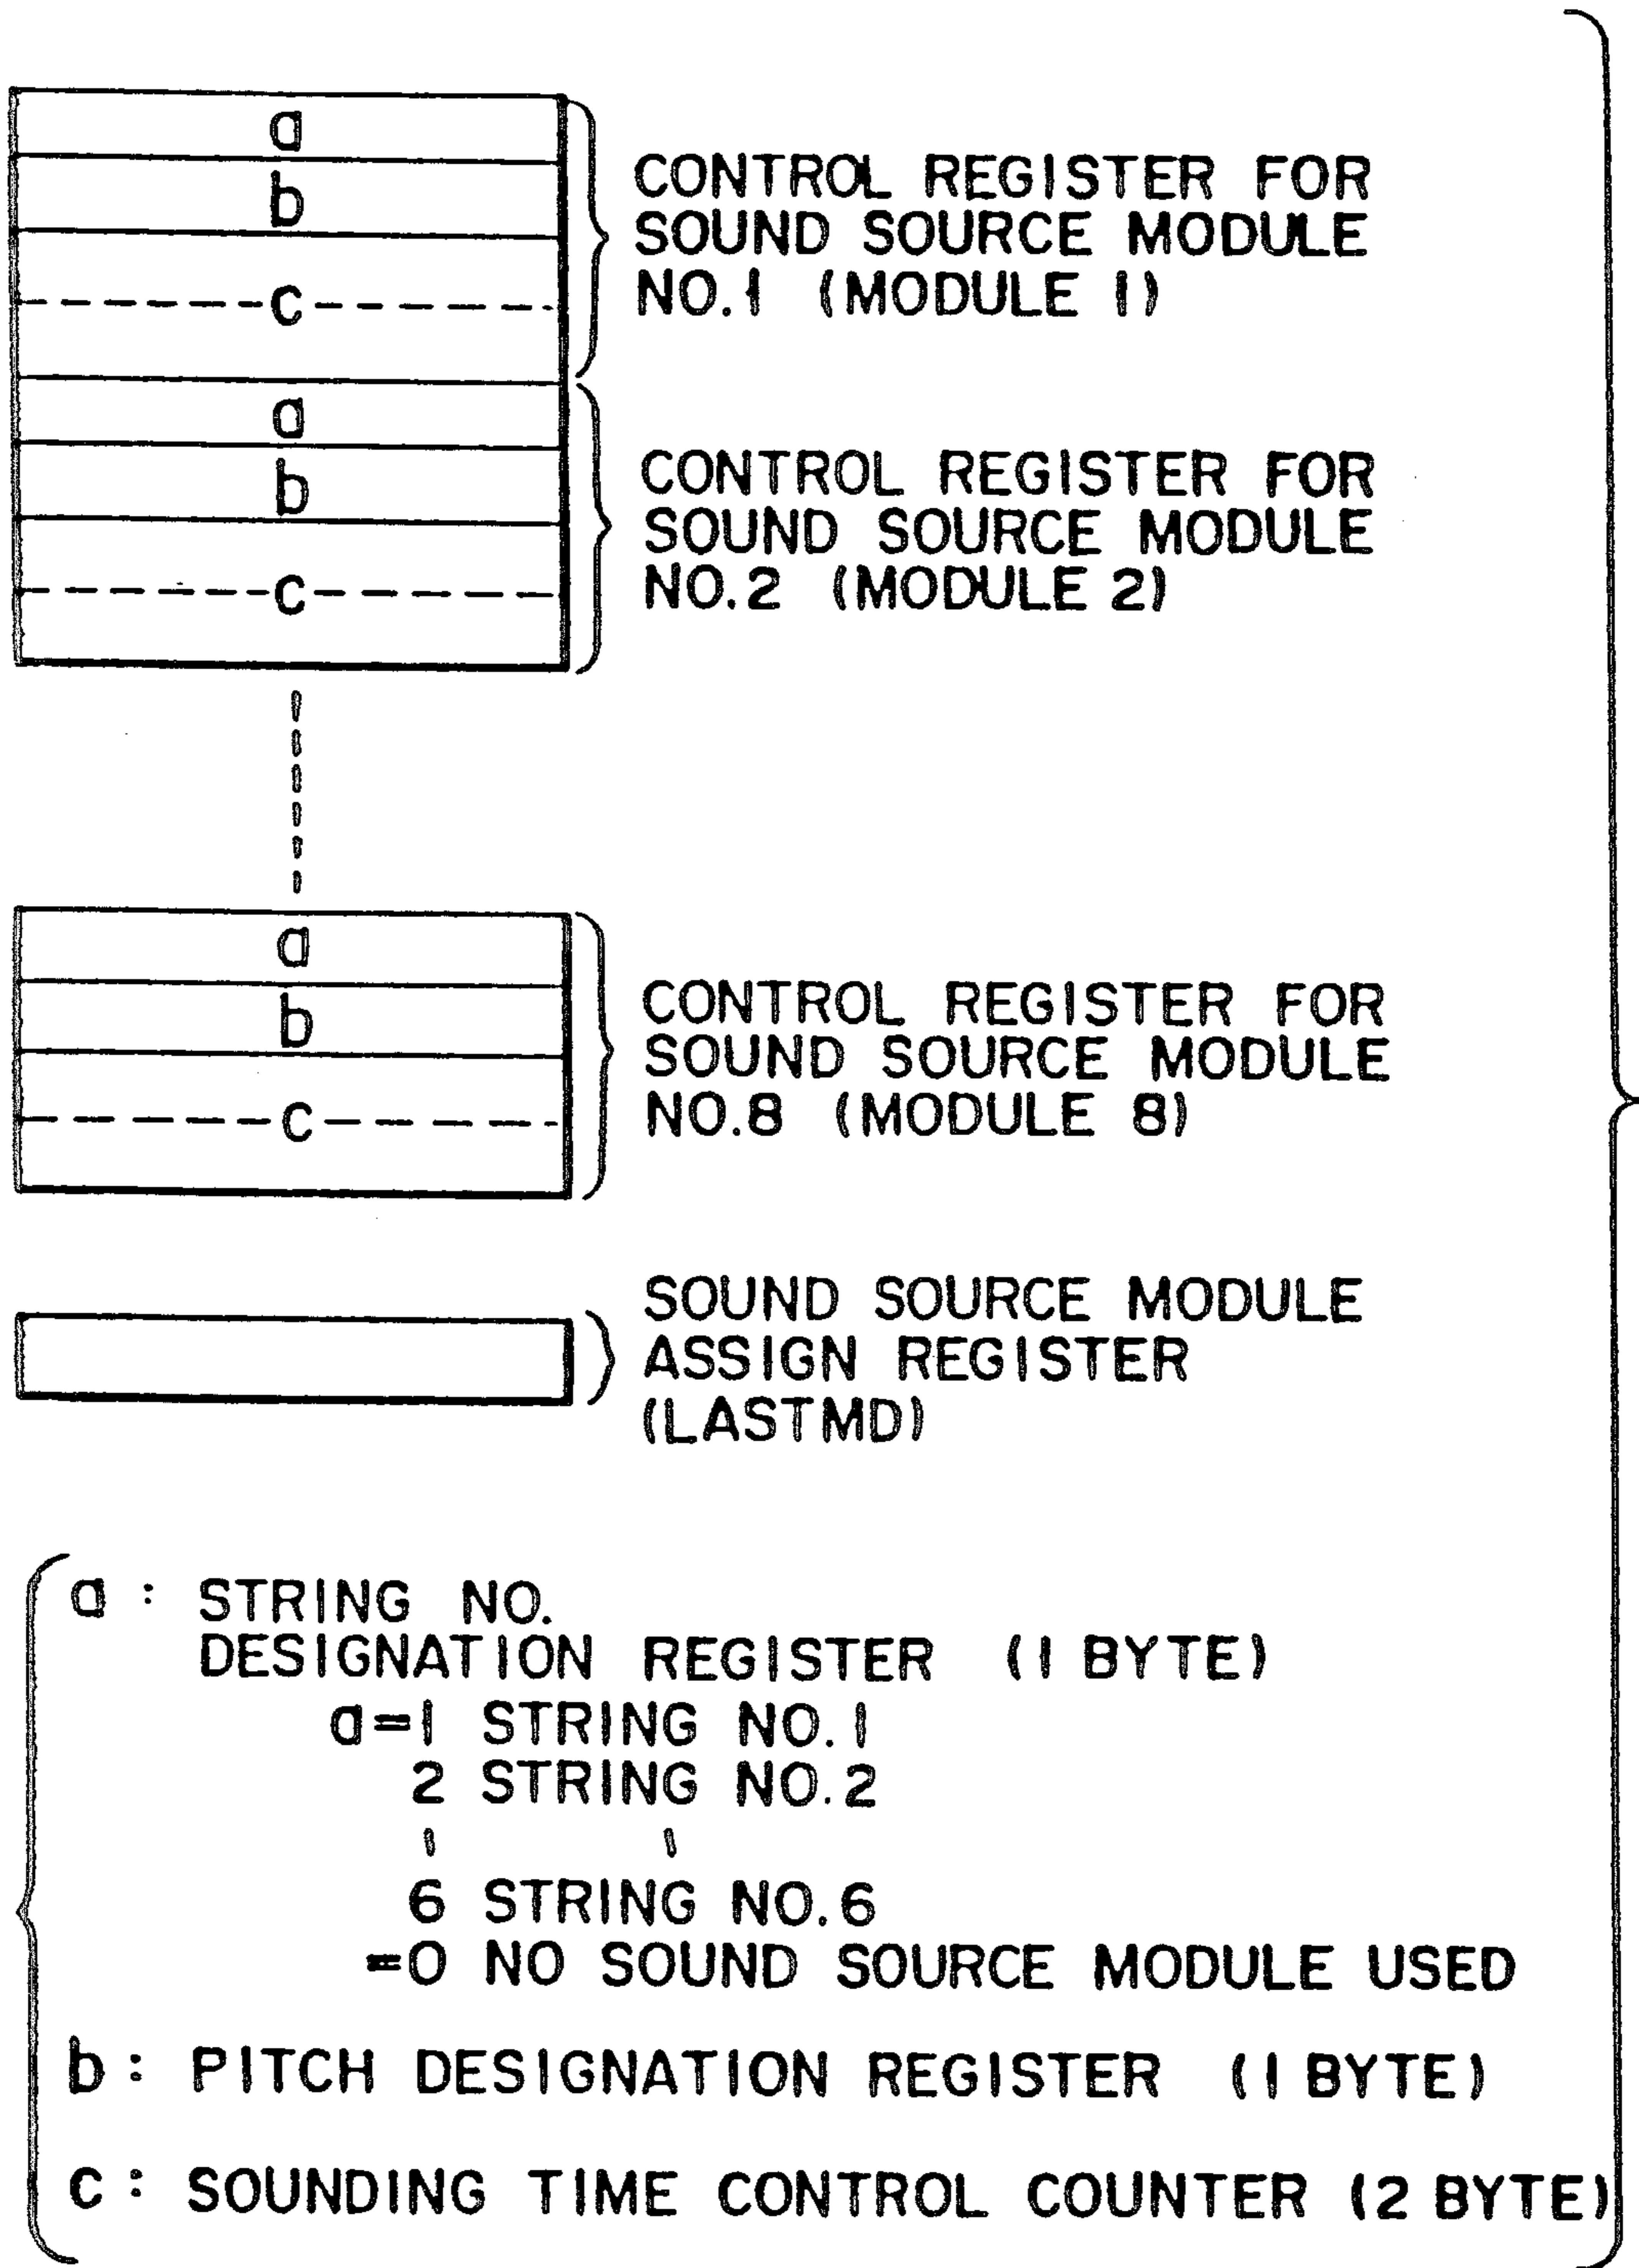 a
b
c
CONTROL REGISTER FOR
SOUND SOURCE MODULE
NO.1 (MODULE 1)
a
b
c
CONTROL REGISTER FOR
SOUND SOURCE MODULE
NO.2 (MODULE 2)
a
b
c
CONTROL REGISTER FOR
SOUND SOURCE MODULE
NO.8 (MODULE 8)
SOUND SOURCE MODULE
ASSIGN REGISTER
(LASTMD)
a : STRING NO.
DESIGNATION REGISTER (1 BYTE)
a=1 STRING NO.1
2 STRING NO.2
6 STRING NO.6
=0 NO SOUND SOURCE MODULE USED
b : PITCH DESIGNATION REGISTER (1 BYTE)
c : SOUNDING TIME CONTROL COUNTER (2 BYTE)